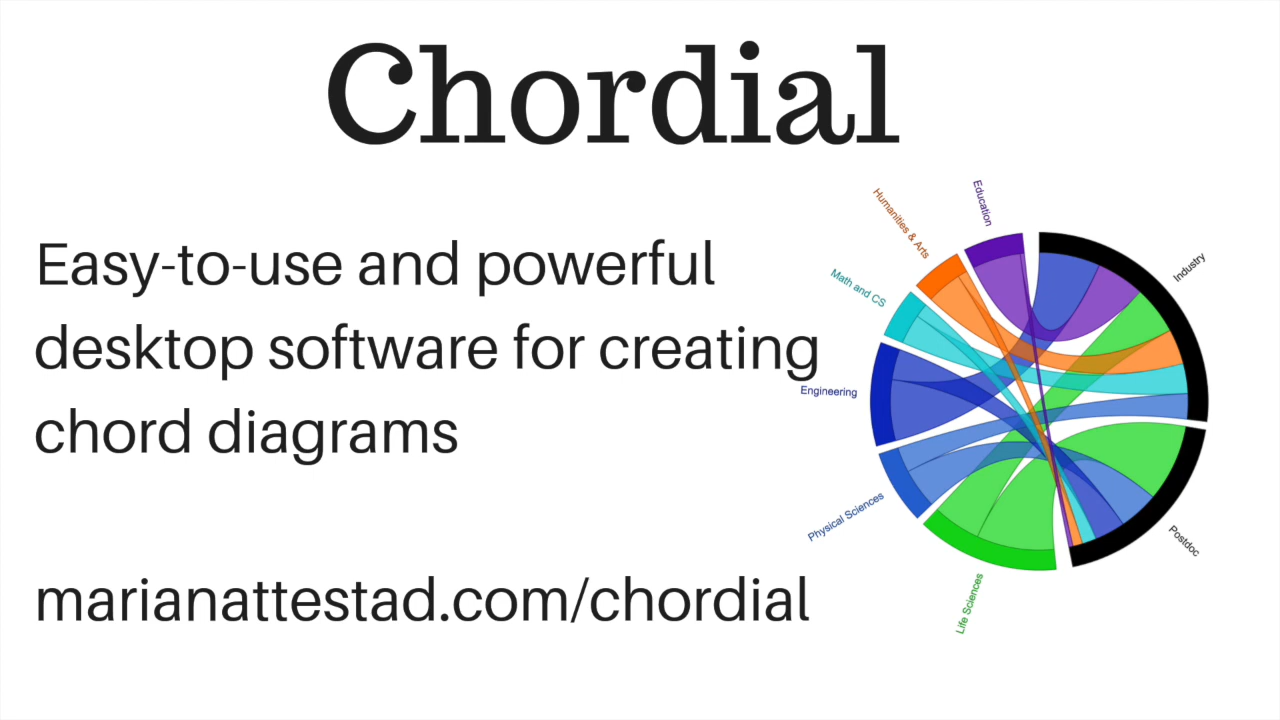 Chordial
Easy-to-use and powerful
desktop software for creating
chord diagrams
marianattestad.com/chordial
Education
Humanities & Arts
Math and CS
Engineering
Physical Sciences
Life Sciences
Industry
Postdoc